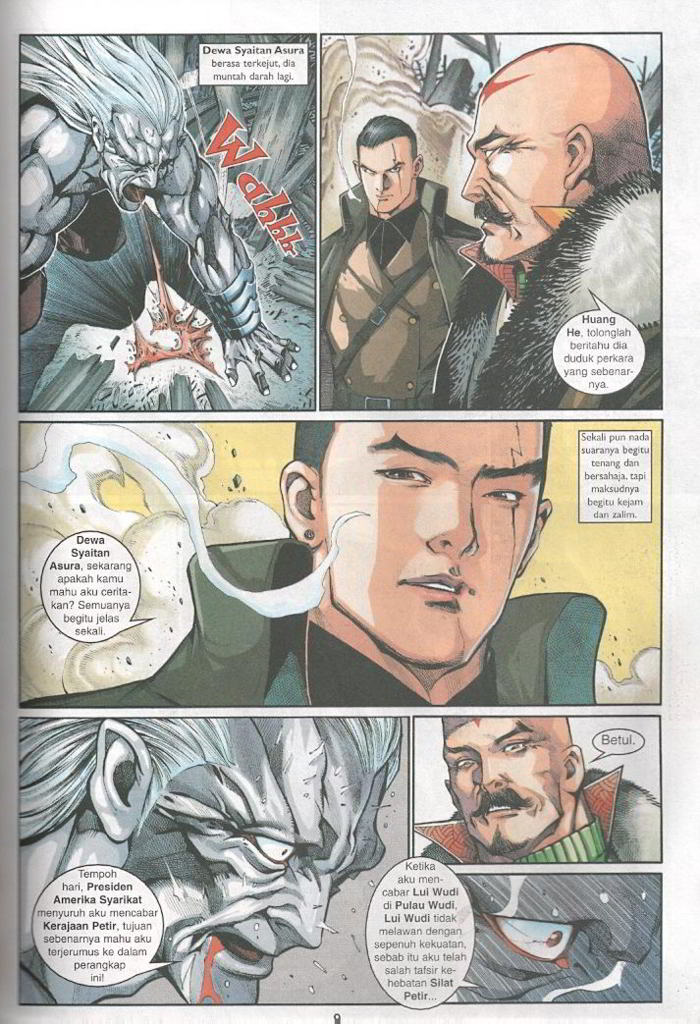 Dewa Syaitan Asura
berasa terkejut, dia
muntah darah lagi.
Wahhh
Huang
He, tolonglah
beritahu dia
duduk perkara
yang sebenar-
nya.
Sekali pun nada
suaranya begitu
tenang dan
bersahaja, tapi
maksudnya
begitu kejam
dan zalim.
Dewa
Syaitan
Asura, sekarang
apakah kamu
mahu aku cerita-
kan? Semuanya
begitu jelas
sekali.
Tempoh
hari, Presiden
Amerika Syarikat
menyuruh aku mencabar
Kerajaan Petir, tujuan
sebenarnya mahu aku
terjerumus ke dalam
perangkap
ini!
Betul.
Ketika
aku men-
cabar Lui Wudi
di Pulau Wudi,
Lui Wudi tidak
melawan dengan
sepenuh kekuatan,
sebab itu aku telah
salah tafsir ke-
hebatan Silat
Petir...